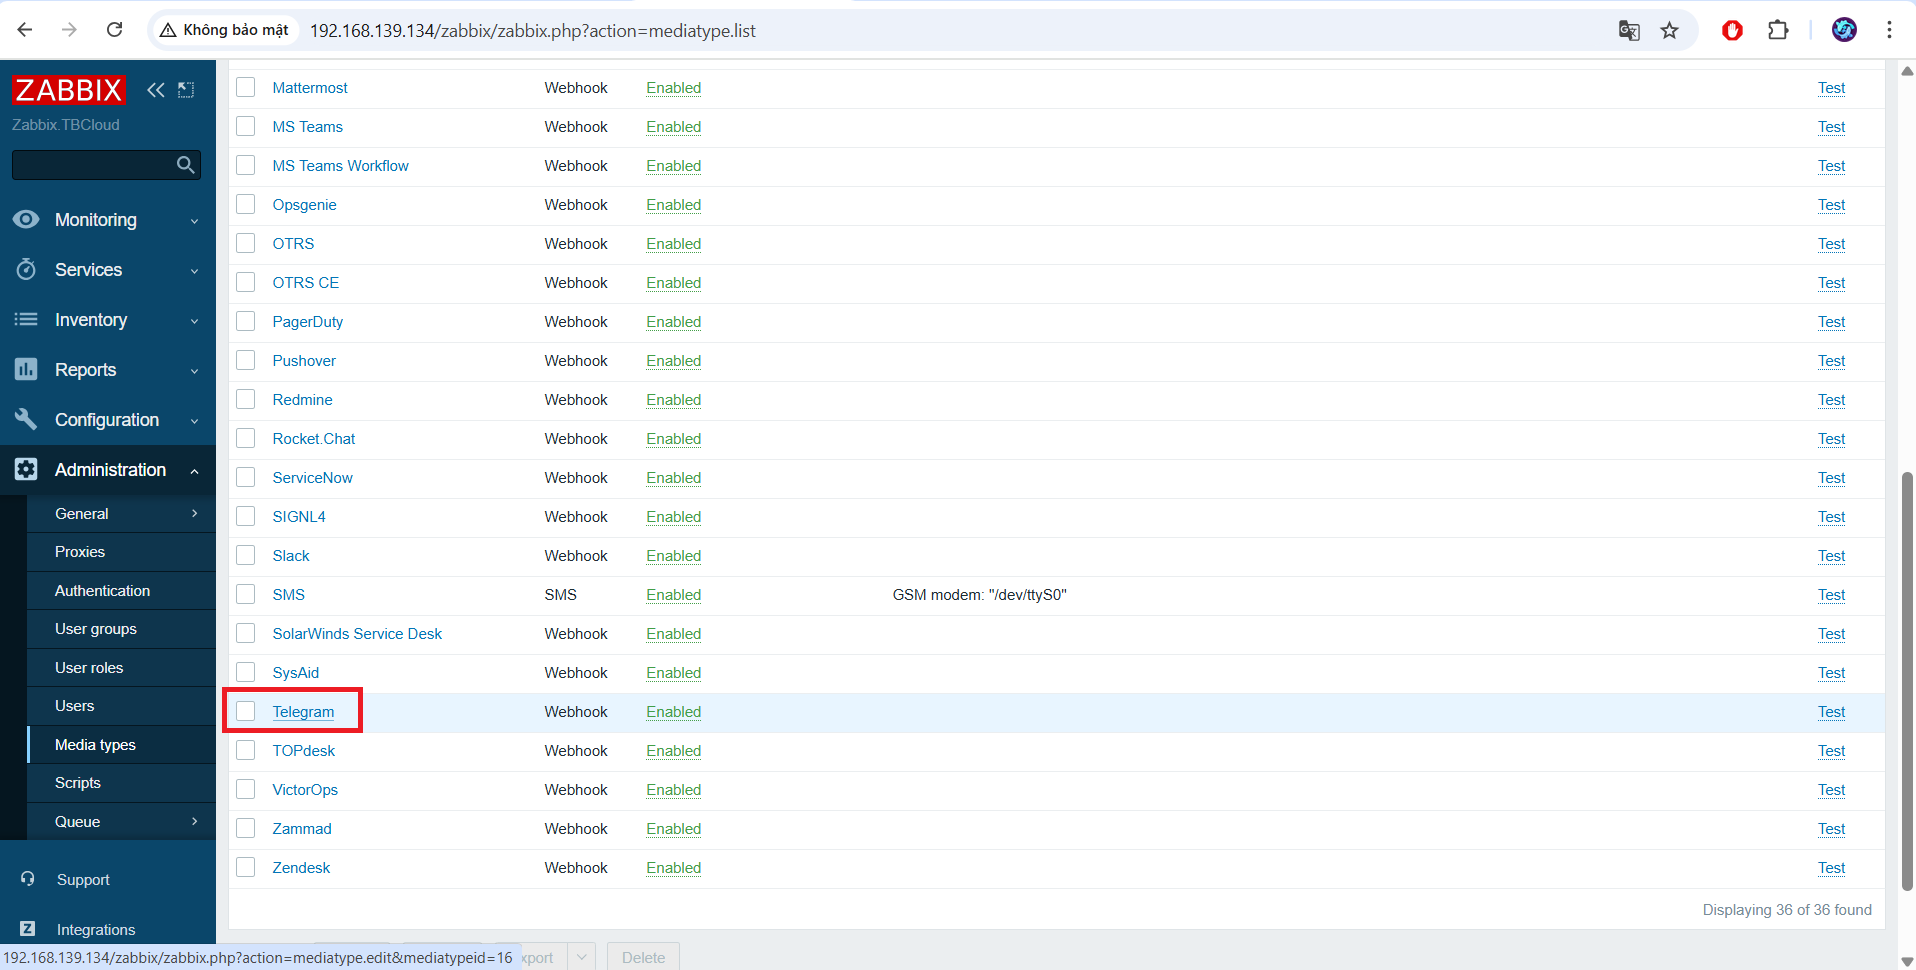 Không bảo mật 192.168.139.134/zabbix/zabbix.php?action=mediatype.list
ZABBIX
Zabbix.TBCloud
Monitoring
Services
Inventory
Reports
Configuration
Administration
General
Proxies
Authentication
User groups
User roles
Users
Media types
Scripts
Queue
Support
Integrations
Mattermost Webhook Enabled Test
MS Teams Webhook Enabled Test
MS Teams Workflow Webhook Enabled Test
Opsgenie Webhook Enabled Test
OTRS Webhook Enabled Test
OTRS CE Webhook Enabled Test
PagerDuty Webhook Enabled Test
Pushover Webhook Enabled Test
Redmine Webhook Enabled Test
Rocket.Chat Webhook Enabled Test
ServiceNow Webhook Enabled Test
SIGNL4 Webhook Enabled Test
Slack Webhook Enabled Test
SMS SMS Enabled GSM modem: "/dev/ttyS0" Test
SolarWinds Service Desk Webhook Enabled Test
SysAid Webhook Enabled Test
Telegram Webhook Enabled Test
TOPdesk Webhook Enabled Test
VictorOps Webhook Enabled Test
Zammad Webhook Enabled Test
Zendesk Webhook Enabled Test
Displaying 36 of 36 found
192.168.139.134/zabbix/zabbix.php?action=mediatype.edit&mediatypeid=16 xport Delete